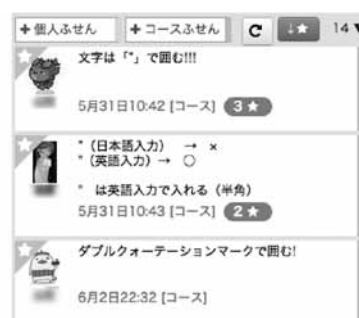 + 個人ふせん + コースふせん C ↓★ 14 ▼
文字は「"」で囲む!!!
5月31日10:42 [コース] 3 ★
"（日本語入力） → ×
"（英語入力）→ ○
" は英語入力で入れる（半角）
5月31日10:43 [コース] 2 ★
ダブルクォーテーションマークで囲む!
6月2日22:32 [コース]